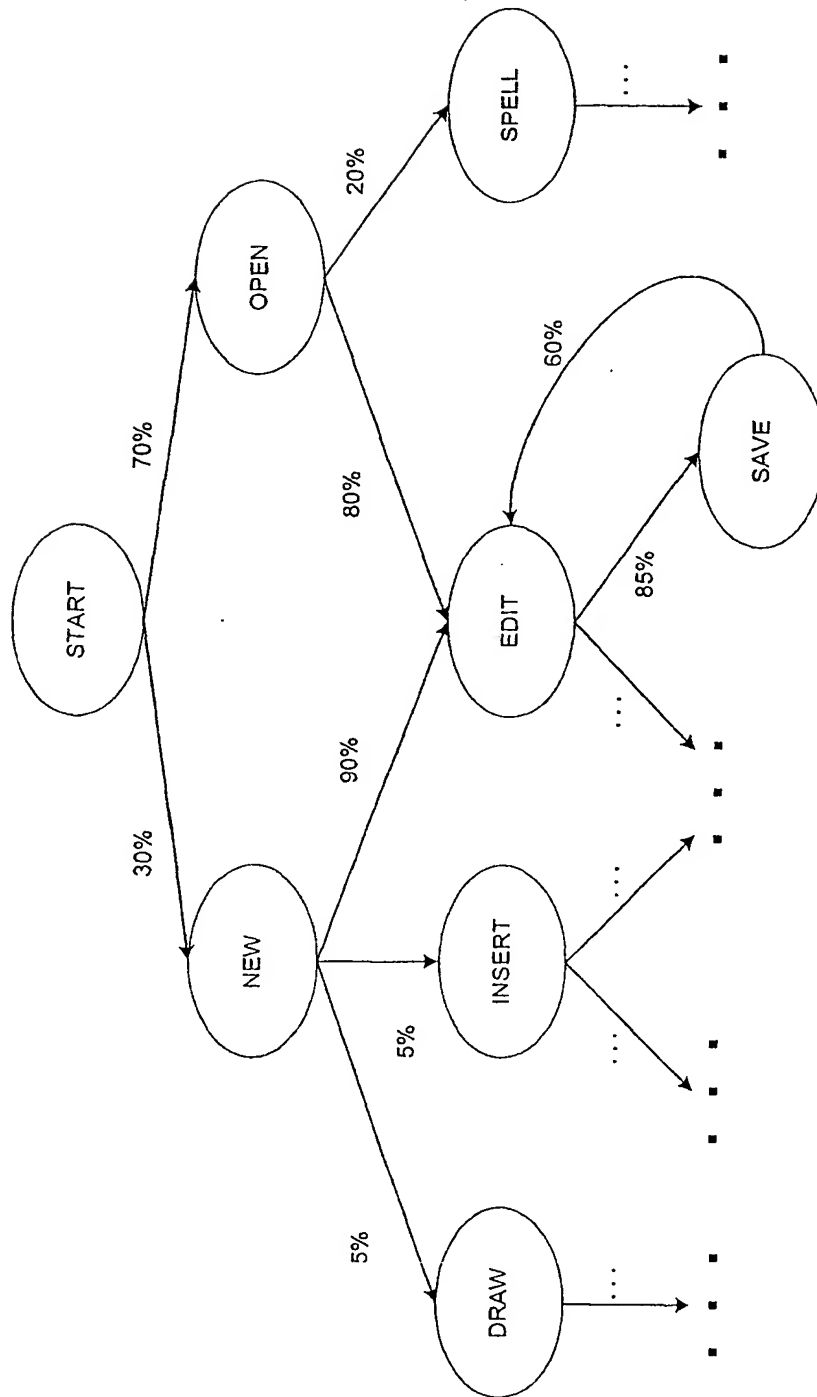 START
30%
70%
NEW
OPEN
5%
5%
90%
80%
20%
DRAW
INSERT
EDIT
SPELL
60%
85%
...
...
...
...
...
SAVE